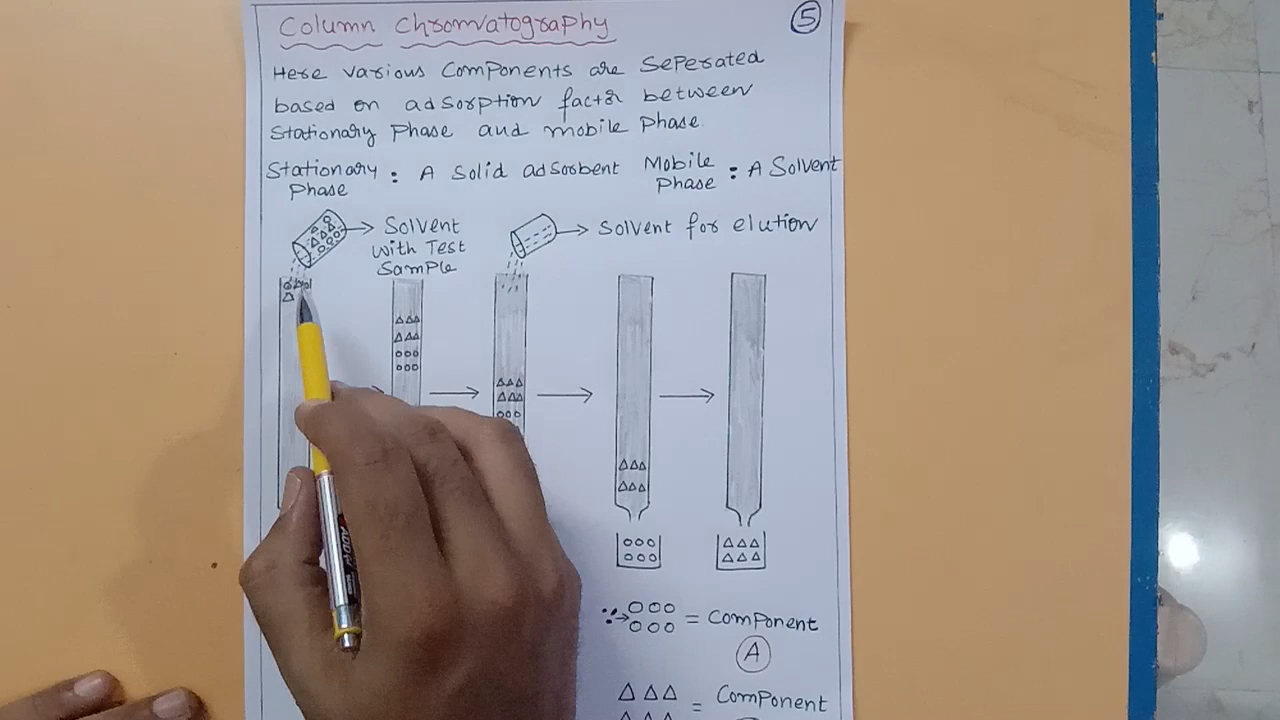 Column Chromatography
5
Here various components are seperated
based on adsorption factor between
stationary phase and mobile phase.
Stationary Phase : A solid adsorbent
Mobile Phase : A Solvent
Solvent with Test Sample
Solvent for elution
= component
A
= component